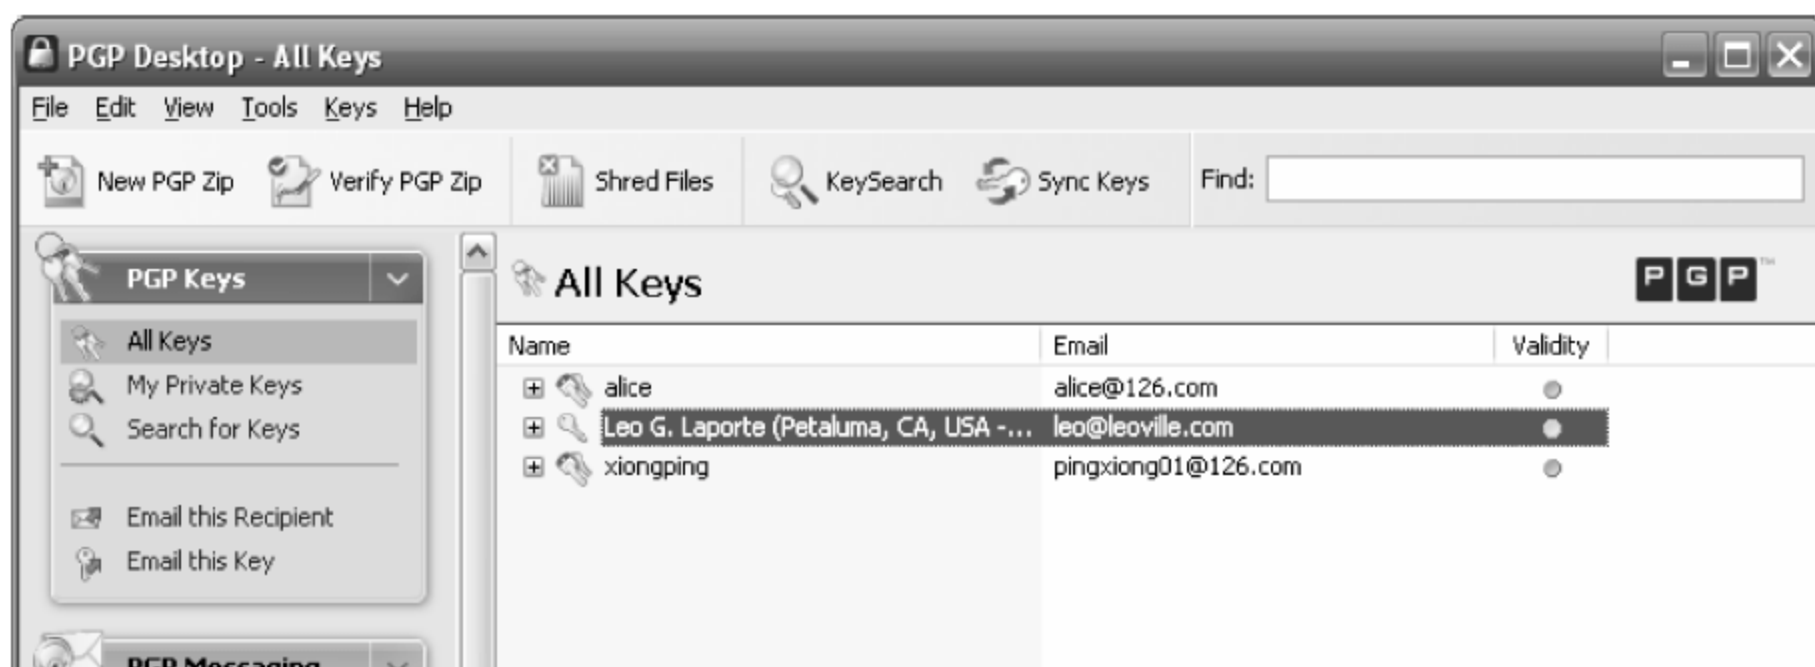 PGP Desktop - All Keys
File Edit View Tools Keys Help
New PGP Zip Verify PGP Zip Shred Files KeySearch Sync Keys Find:
PGP Keys
All Keys
My Private Keys
Search for Keys
Email this Recipient
Email this Key
PGP Messaging
All Keys
PGP™
Name Email Validity
alice alice@126.com
Leo G. Laporte (Petaluma, CA, USA -... leo@leoville.com
xiongping pingxiong01@126.com